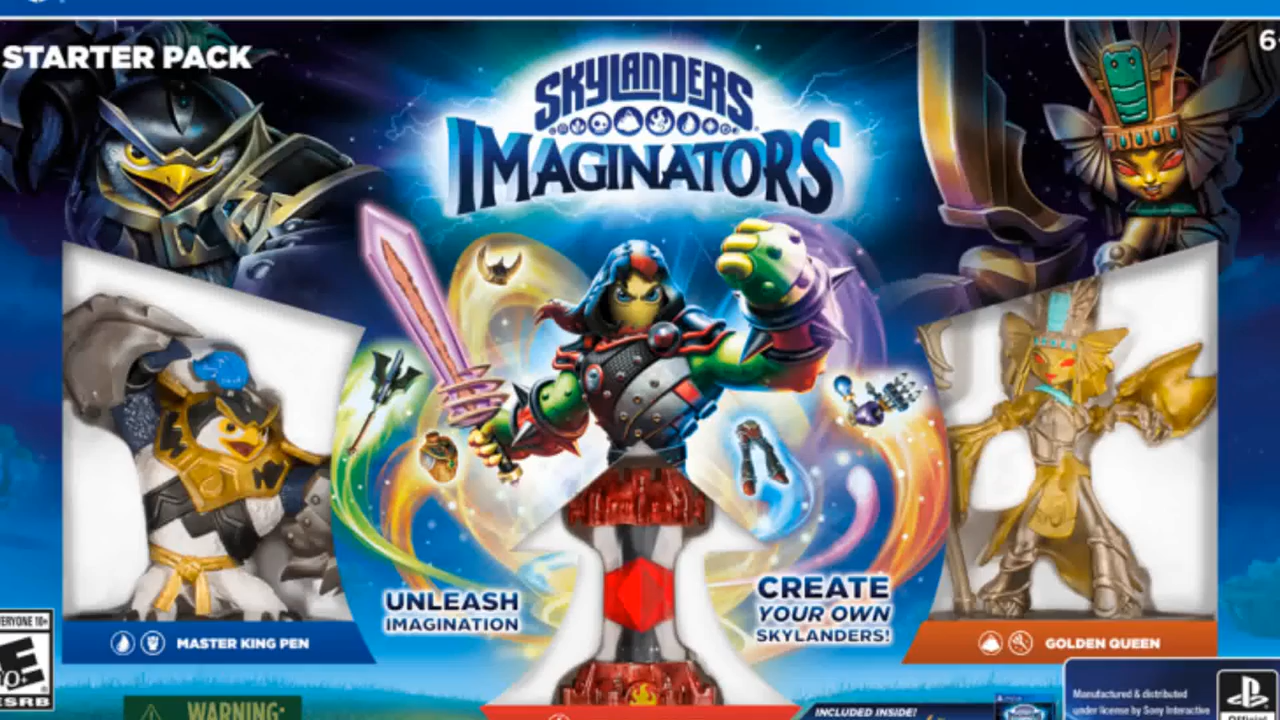 STARTER PACK
6
SKYLANDERS
IMAGINATORS
UNLEASH
IMAGINATION
CREATE
YOUR OWN
SKYLANDERS!
MASTER KING PEN
GOLDEN QUEEN
EVERYONE 10+
E
ESRB
Manufactured & distributed
under license by Sony Interactive
WARNING:
INCLUDED INSIDE!